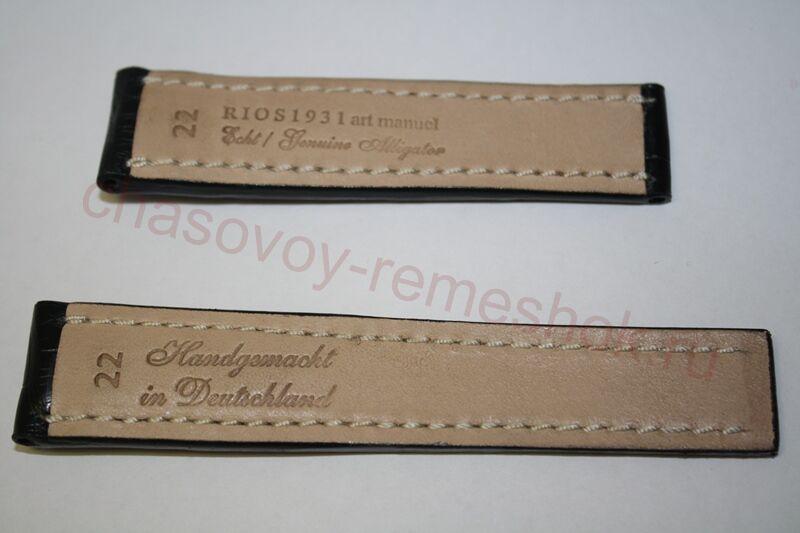 22
RIOS1931 art manuel
Echt / Genuine Alligator
chasovoy-remeshok.ru
22
Handgemacht
in Deutschland